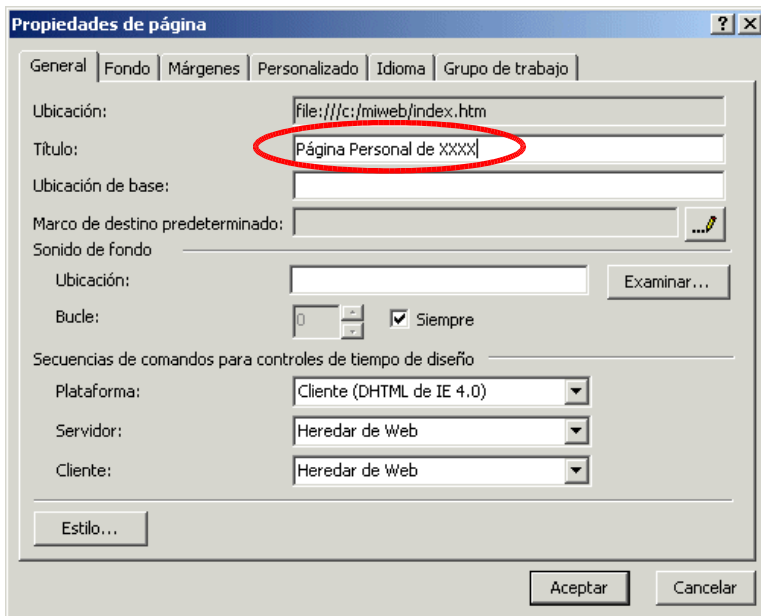 Propiedades de página
General Fondo Márgenes Personalizado Idioma Grupo de trabajo
Ubicación: file:///c:/miweb/index.htm
Título: Página Personal de XXXX
Ubicación de base:
Marco de destino predeterminado: ...
Sonido de fondo
Ubicación: Examinar...
Bucle: 0 Siempre
Secuencias de comandos para controles de tiempo de diseño
Plataforma: Cliente (DHTML de IE 4.0)
Servidor: Heredar de Web
Cliente: Heredar de Web
Estilo...
Aceptar Cancelar